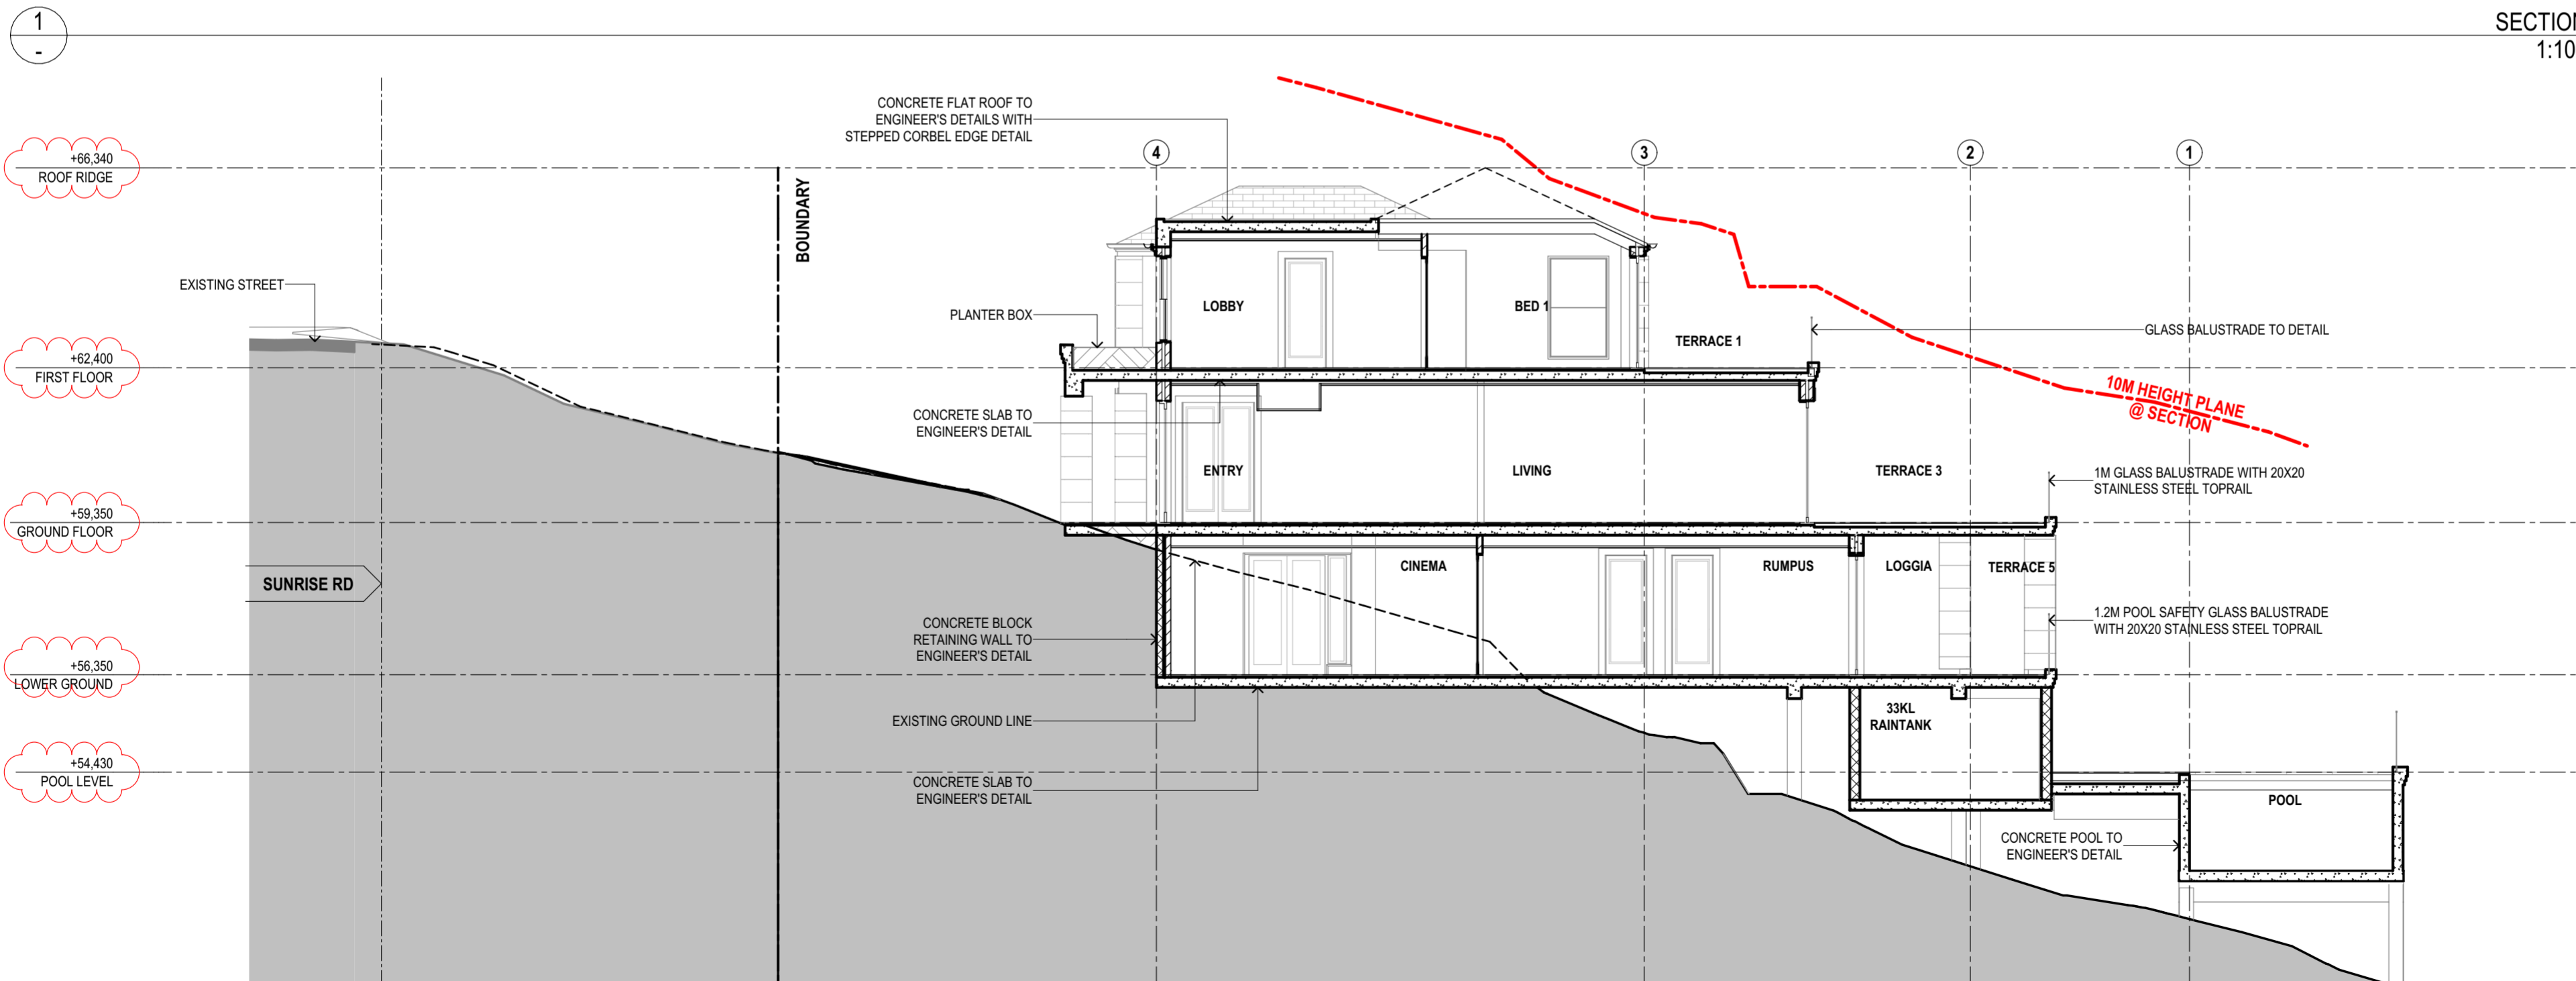 1
-
SECTION
1:10
+66,340
ROOF RIDGE
+62,400
FIRST FLOOR
+59,350
GROUND FLOOR
+56,350
LOWER GROUND
+54,430
POOL LEVEL
EXISTING STREET
SUNRISE RD
BOUNDARY
CONCRETE FLAT ROOF TO
ENGINEER'S DETAILS WITH
STEPPED CORBEL EDGE DETAIL
4
3
2
1
PLANTER BOX
LOBBY
BED 1
TERRACE 1
GLASS BALUSTRADE TO DETAIL
10M HEIGHT PLANE
@ SECTION
CONCRETE SLAB TO
ENGINEER'S DETAIL
ENTRY
LIVING
TERRACE 3
1M GLASS BALUSTRADE WITH 20X20
STAINLESS STEEL TOPRAIL
CINEMA
RUMPUS
LOGGIA
TERRACE 5
CONCRETE BLOCK
RETAINING WALL TO
ENGINEER'S DETAIL
1.2M POOL SAFETY GLASS BALUSTRADE
WITH 20X20 STAINLESS STEEL TOPRAIL
EXISTING GROUND LINE
33KL
RAINTANK
CONCRETE SLAB TO
ENGINEER'S DETAIL
POOL
CONCRETE POOL TO
ENGINEER'S DETAIL